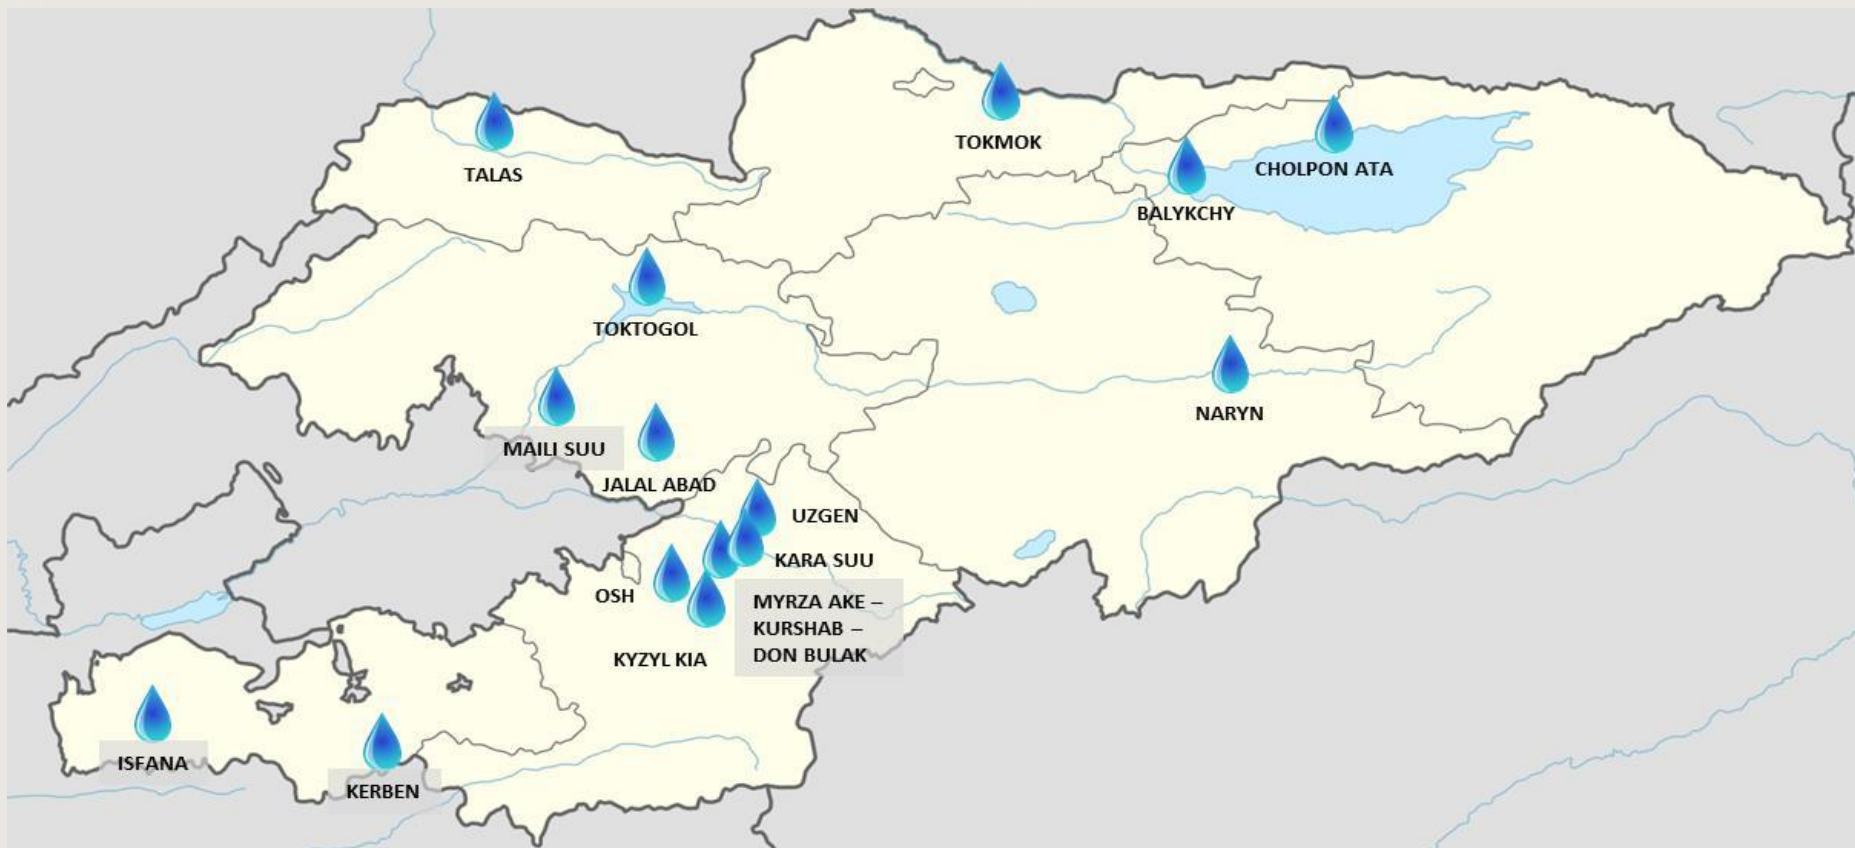 TOKMOK
CHOLPON ATA
TALAS
BALYKCHY
TOKTOGOL
NARYN
MAILI SUU
JALAL ABAD
UZGEN
KARA SUU
OSH
MYRZA AKE –
KURSHAB –
DON BULAK
KYZYL KIA
ISFANA
KERBEN